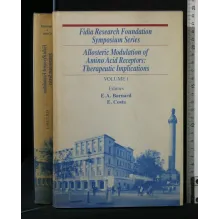 Fidia Research Foundation
Symposium Series
Allosteric Modulation of
Amino Acid Receptors:
Therapeutic Implications
VOLUME 1
Editors
E. A. Barnard
E. Costa